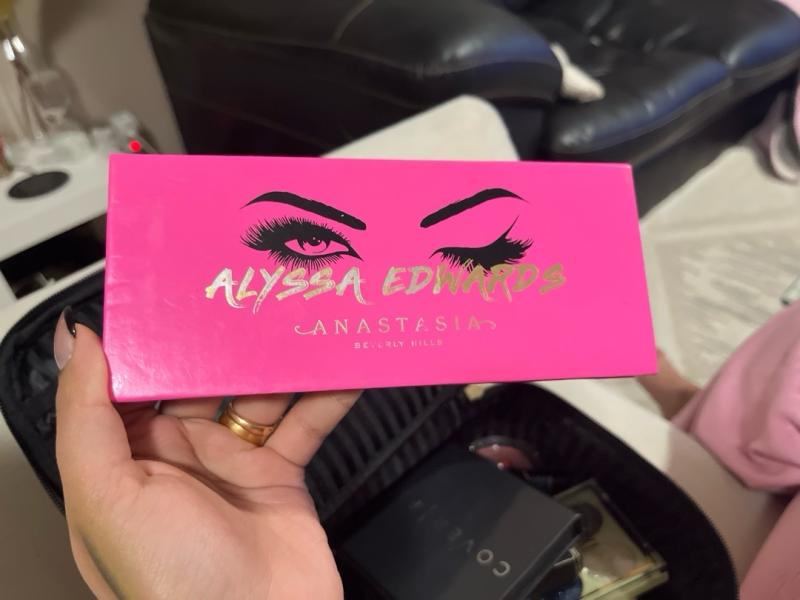 ALYSSA EDWARDS
ANASTASIA
BEVERLY HILLS
COVER FX